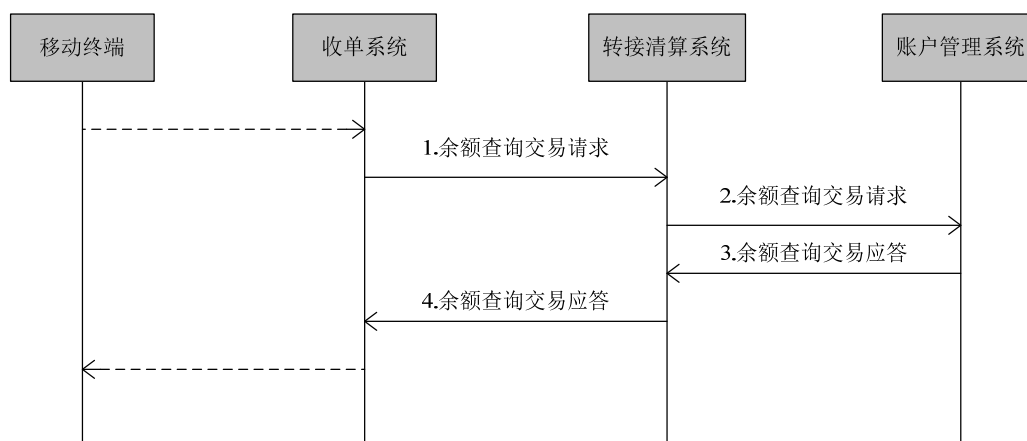 移动终端
收单系统
转接清算系统
账户管理系统
1.余额查询交易请求
2.余额查询交易请求
3.余额查询交易应答
4.余额查询交易应答